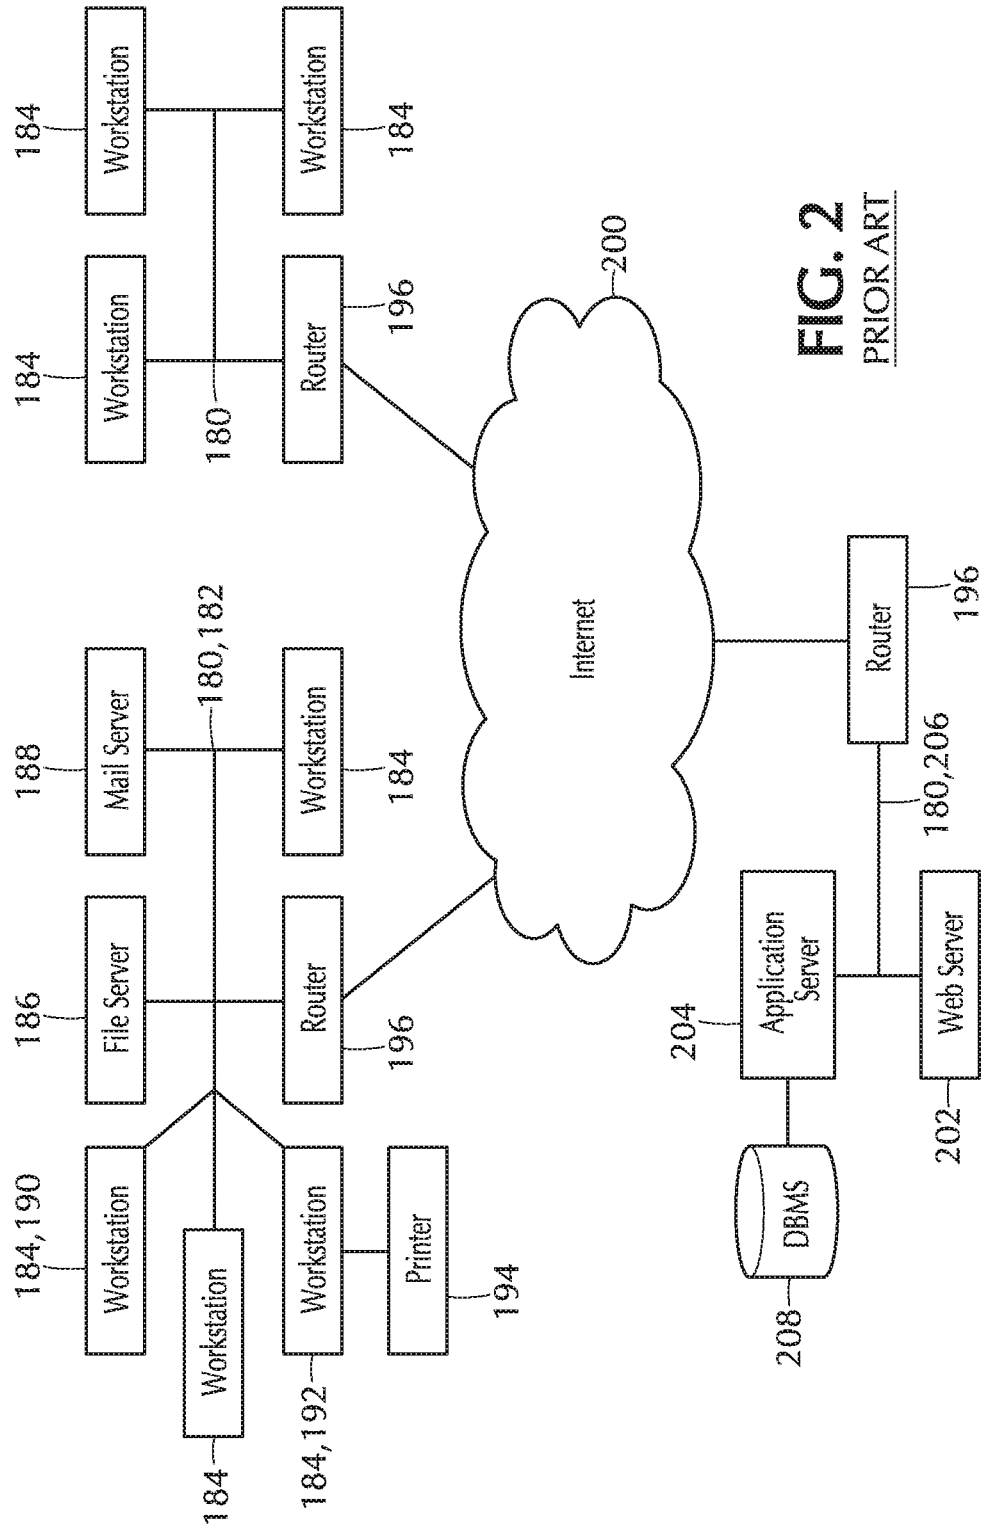 184,190
186
188
184
184
Workstation
File Server
Mail Server
Workstation
Workstation
184
Workstation
180,182
180
184,192
Workstation
Router
Workstation
Router
Workstation
196
184
196
184
Printer
194
Internet
200
204
208
DBMS
Application
Server
FIG. 2
PRIOR ART
Router
180,206
202
Web Server
196